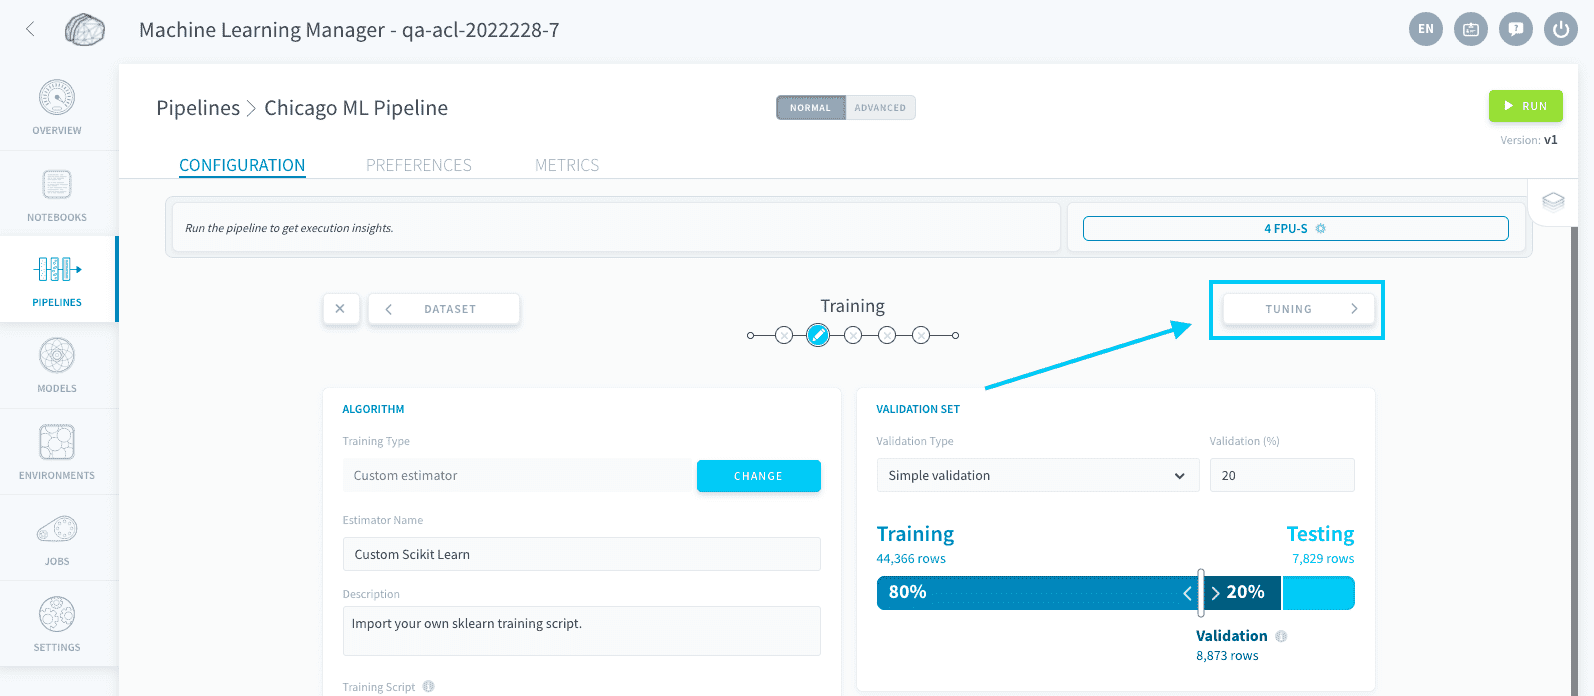 Machine Learning Manager - qa-acl-2022228-7
EN
OVERVIEW
NOTEBOOKS
PIPELINES
MODELS
ENVIRONMENTS
JOBS
SETTINGS
Pipelines > Chicago ML Pipeline
NORMAL ADVANCED
RUN
Version: v1
CONFIGURATION PREFERENCES METRICS
Run the pipeline to get execution insights.
4 FPU-S
DATASET
Training
TUNING
ALGORITHM
Training Type
Custom estimator
CHANGE
Estimator Name
Custom Scikit Learn
Description
Import your own sklearn training script.
Training Script
VALIDATION SET
Validation Type Validation (%)
Simple validation 20
Training Testing
44,366 rows 7,829 rows
80% 20%
Validation
8,873 rows